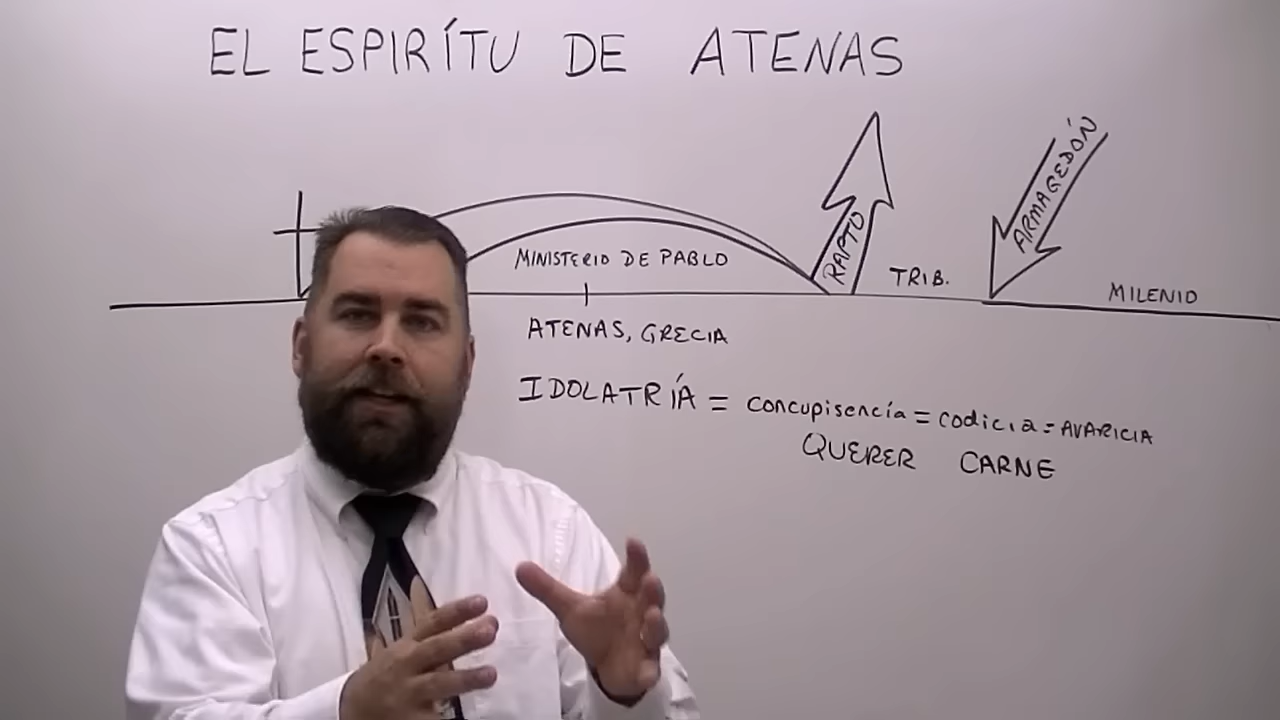 EL ESPIRÍTU DE ATENAS
ARMAGEDÓN
RAPTO
MINISTERIO DE PABLO
TRIB.
MILENIO
ATENAS, GRECIA
IDOLATRÍA = concupisencía = codicia = AVARICIA
QUERER CARNE